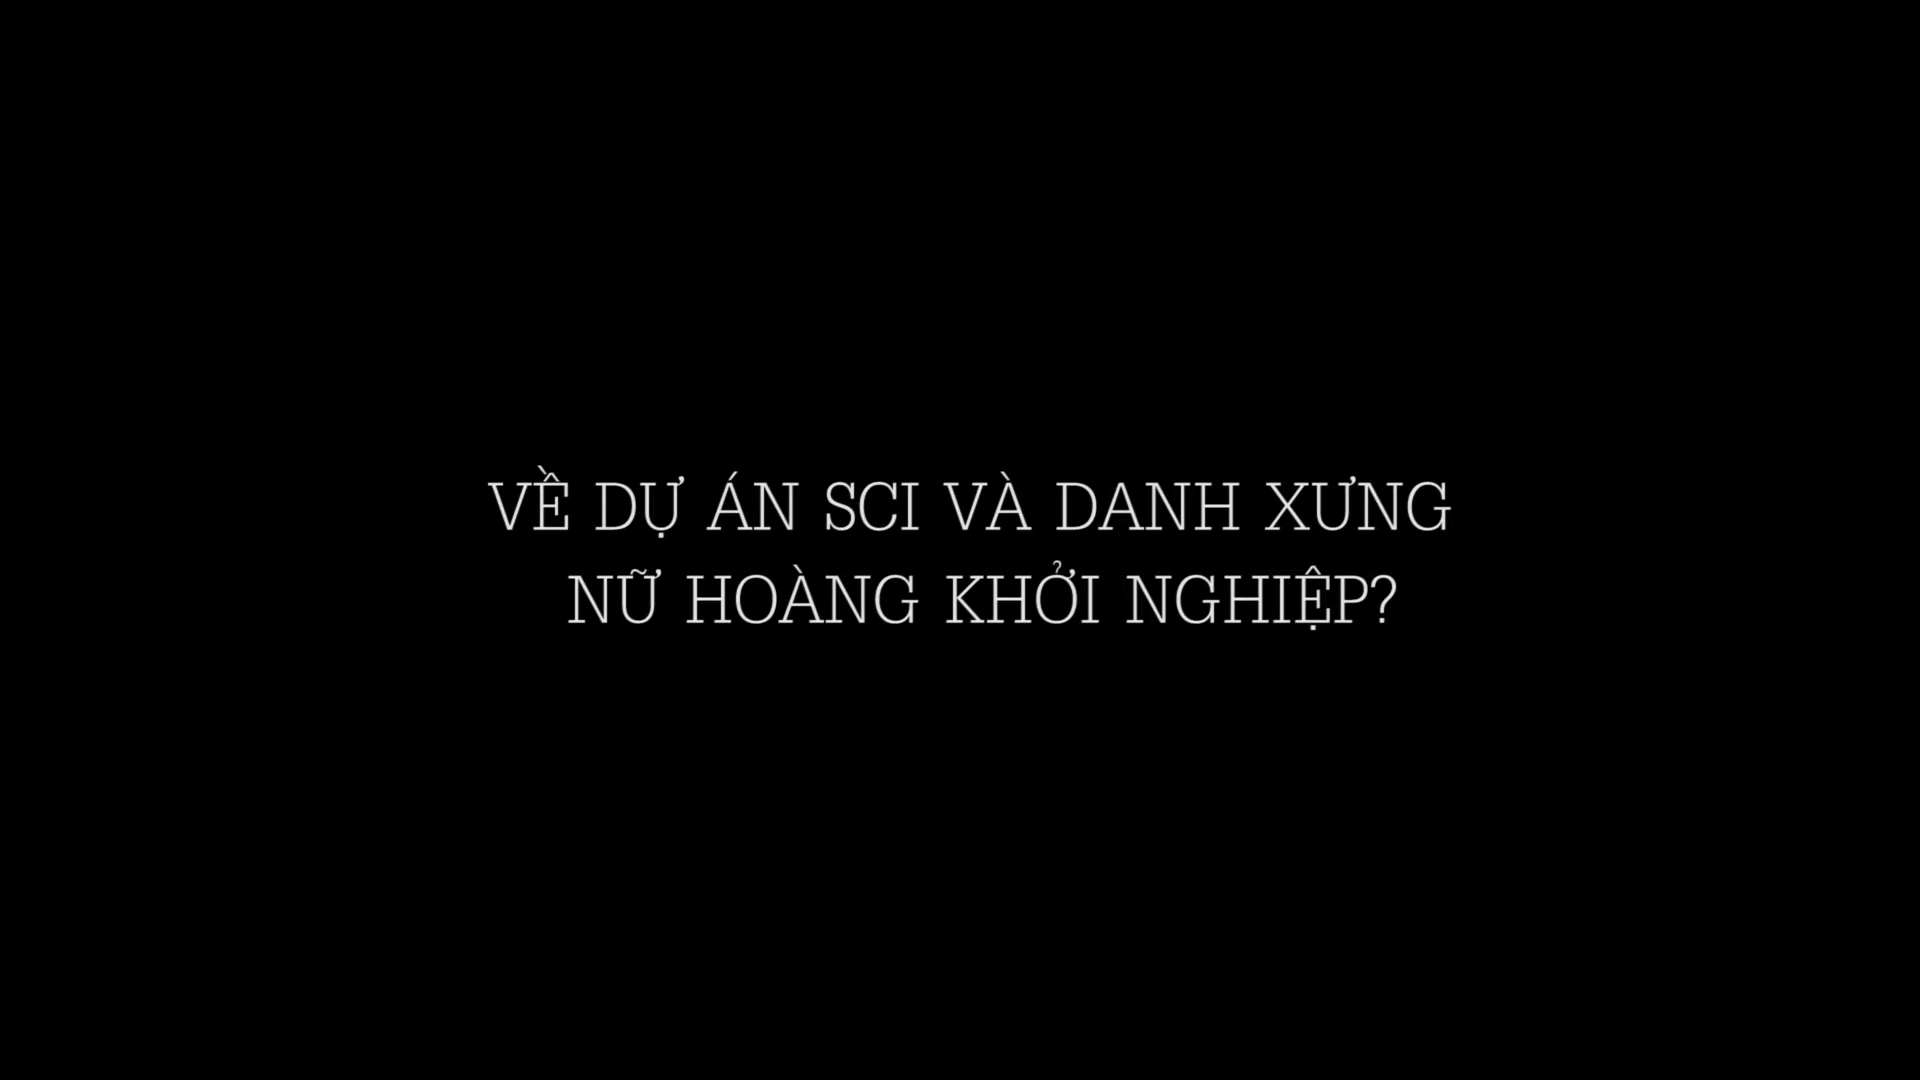 VỀ DỰ ÁN SCI VÀ DANH XƯNG
NỮ HOÀNG KHỞI NGHIỆP?